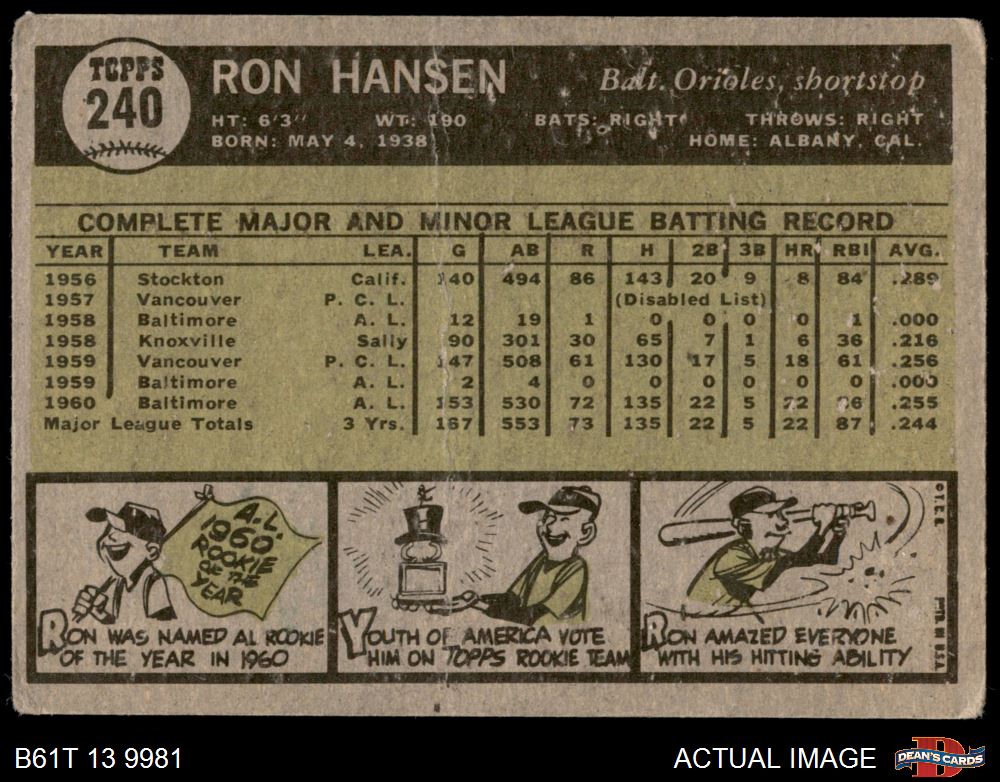 TOPPS
240
RON HANSEN
Balt. Orioles, shortstop
HT: 6'3" WT: 190 BATS: RIGHT THROWS: RIGHT
BORN: MAY 4, 1938 HOME: ALBANY, CAL.
COMPLETE MAJOR AND MINOR LEAGUE BATTING RECORD
YEAR TEAM LEA. G AB R H 2B 3B HR RBI AVG.
1956 Stockton Calif. 140 494 86 143 20 9 8 84 .289
1957 Vancouver P. C. L. (Disabled List)
1958 Baltimore A. L. 12 19 1 0 0 0 0 1 .000
1958 Knoxville Sally 90 301 30 65 7 1 6 36 .216
1959 Vancouver P. C. L. 147 508 61 130 17 5 18 61 .256
1959 Baltimore A. L. 2 4 0 0 0 0 0 0 .000
1960 Baltimore A. L. 153 530 72 135 22 5 22 86 .255
Major League Totals 3 Yrs. 167 553 73 135 22 5 22 87 .244
A.L.
1960
ROOKIE
OF THE
YEAR
RON WAS NAMED AL ROOKIE
OF THE YEAR IN 1960
YOUTH OF AMERICA VOTE
HIM ON TOPPS ROOKIE TEAM
RON AMAZED EVERYONE
WITH HIS HITTING ABILITY
© T. C. G.
PRTD. IN U.S.A.
B61T 13 9981
ACTUAL IMAGE
D
DEAN'S CARDS